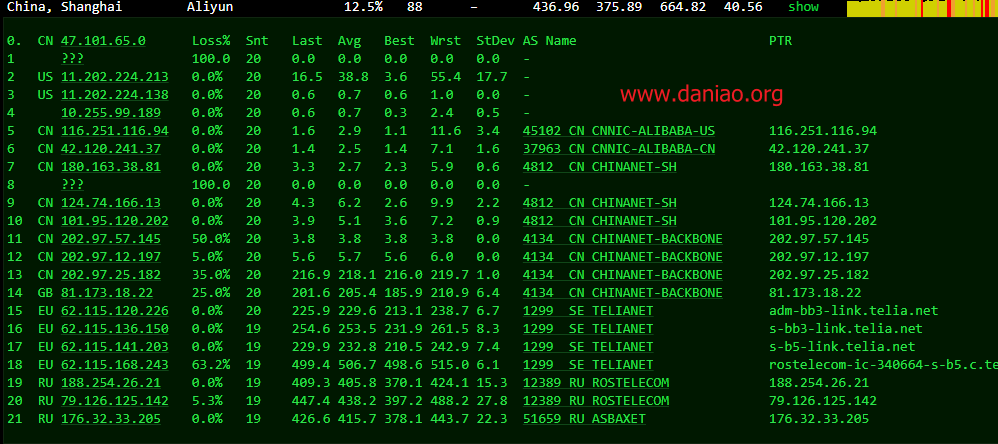 China, Shanghai Aliyun 12.5% 88 – 436.96 375.89 664.82 40.56 show
0. CN 47.101.65.0 Loss% Snt Last Avg Best Wrst StDev AS Name PTR
1 ??? 100.0 20 0.0 0.0 0.0 0.0 0.0 -
2 US 11.202.224.213 0.0% 20 16.5 38.8 3.6 55.4 17.7 -
www.daniao.org
3 US 11.202.224.138 0.0% 20 0.6 0.7 0.6 1.0 0.0 -
4 10.255.99.189 0.0% 20 0.6 0.7 0.3 2.4 0.5 -
5 CN 116.251.116.94 0.0% 20 1.6 2.9 1.1 11.6 3.4 45102 CN CNNIC-ALIBABA-US 116.251.116.94
6 CN 42.120.241.37 0.0% 20 1.4 2.5 1.4 7.1 1.6 37963 CN CNNIC-ALIBABA-CN 42.120.241.37
7 CN 180.163.38.81 0.0% 20 3.3 2.7 2.3 5.9 0.6 4812 CN CHINANET-SH 180.163.38.81
8 ??? 100.0 20 0.0 0.0 0.0 0.0 0.0 -
9 CN 124.74.166.13 0.0% 20 4.3 6.2 2.6 9.9 2.2 4812 CN CHINANET-SH 124.74.166.13
10 CN 101.95.120.202 0.0% 20 3.9 5.1 3.6 7.2 0.9 4812 CN CHINANET-SH 101.95.120.202
11 CN 202.97.57.145 50.0% 20 3.8 3.8 3.8 3.8 0.0 4134 CN CHINANET-BACKBONE 202.97.57.145
12 CN 202.97.12.197 5.0% 20 5.6 5.7 5.6 6.0 0.0 4134 CN CHINANET-BACKBONE 202.97.12.197
13 CN 202.97.25.182 35.0% 20 216.9 218.1 216.0 219.7 1.0 4134 CN CHINANET-BACKBONE 202.97.25.182
14 GB 81.173.18.22 25.0% 20 201.6 205.4 185.9 210.9 6.4 4134 CN CHINANET-BACKBONE 81.173.18.22
15 EU 62.115.120.226 0.0% 20 225.9 229.6 213.1 238.7 6.7 1299 SE TELIANET adm-bb3-link.telia.net
16 EU 62.115.136.150 0.0% 19 254.6 253.5 231.9 261.5 8.3 1299 SE TELIANET s-bb3-link.telia.net
17 EU 62.115.141.203 0.0% 19 229.9 232.8 210.5 242.9 7.4 1299 SE TELIANET s-b5-link.telia.net
18 EU 62.115.168.243 63.2% 19 499.4 506.7 498.6 515.0 6.1 1299 SE TELIANET rostelecom-ic-340664-s-b5.c.te
19 RU 188.254.26.21 0.0% 19 409.3 405.8 370.1 424.1 15.3 12389 RU ROSTELECOM 188.254.26.21
20 RU 79.126.125.142 5.3% 19 447.4 438.2 397.2 488.2 27.8 12389 RU ROSTELECOM 79.126.125.142
21 RU 176.32.33.205 0.0% 19 426.6 415.7 378.1 443.7 22.3 51659 RU ASBAXET 176.32.33.205